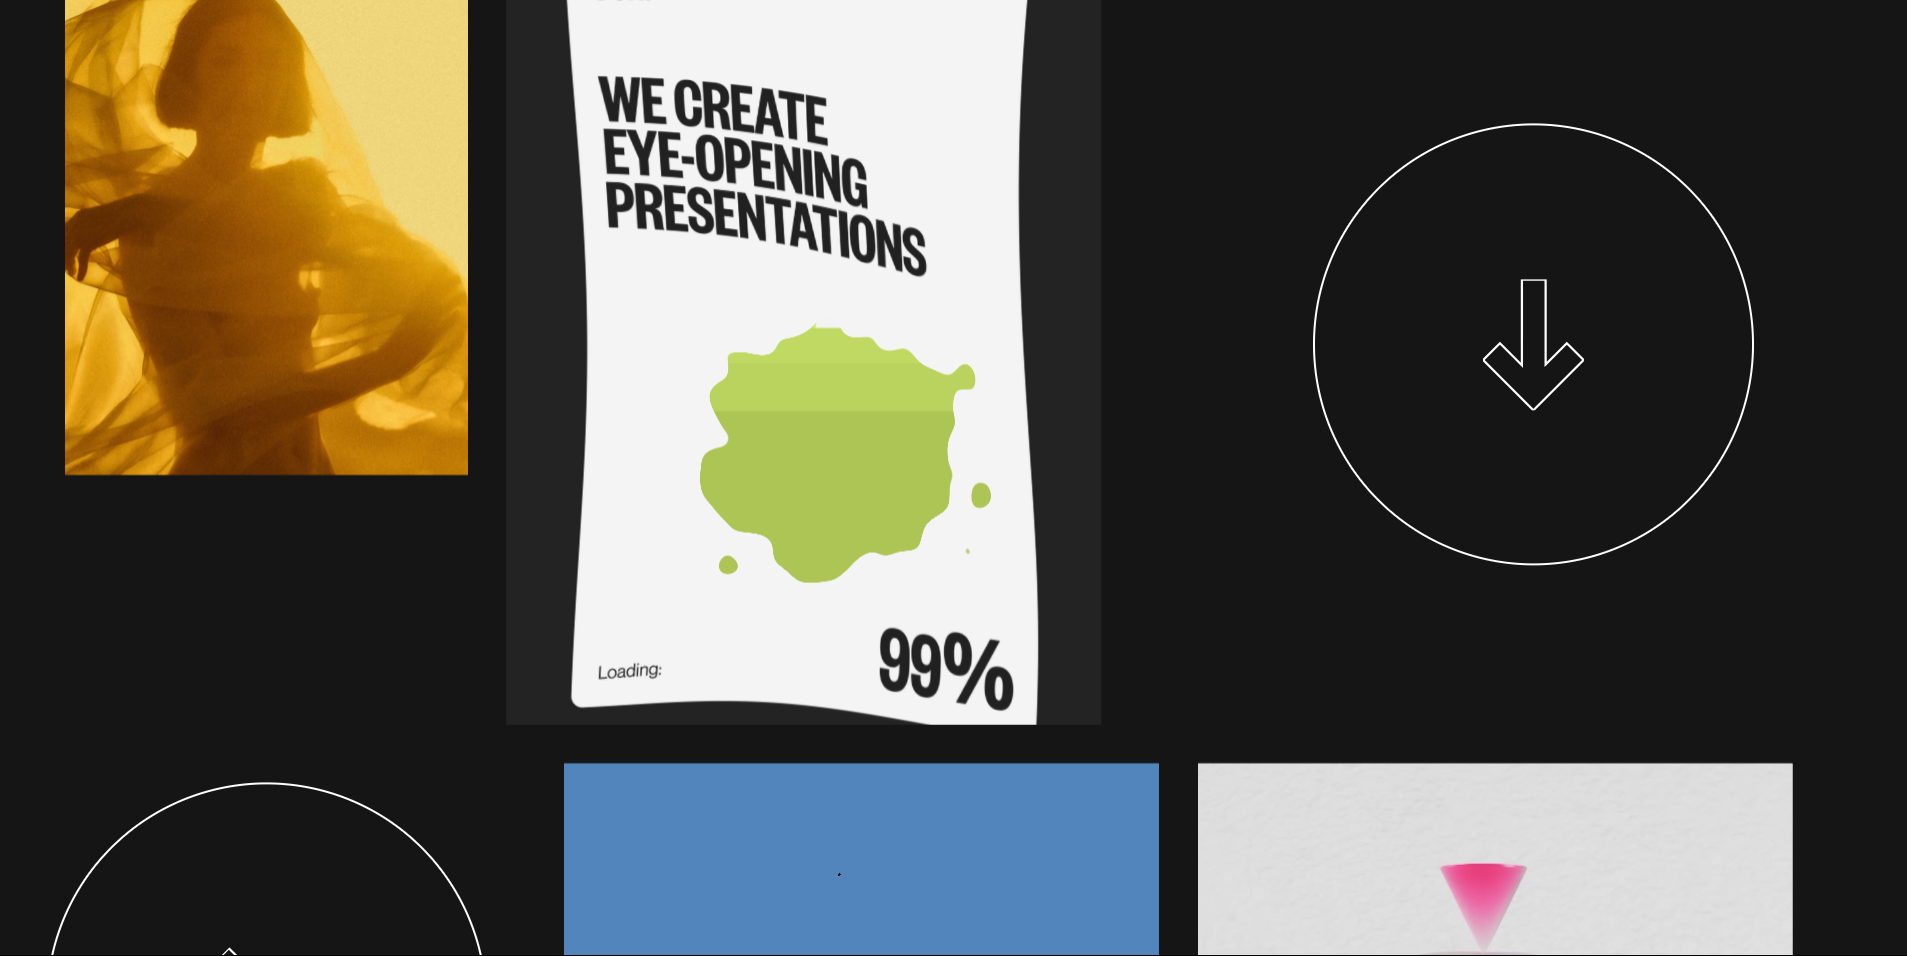 WE CREATE
EYE-OPENING
PRESENTATIONS
Loading:
99%